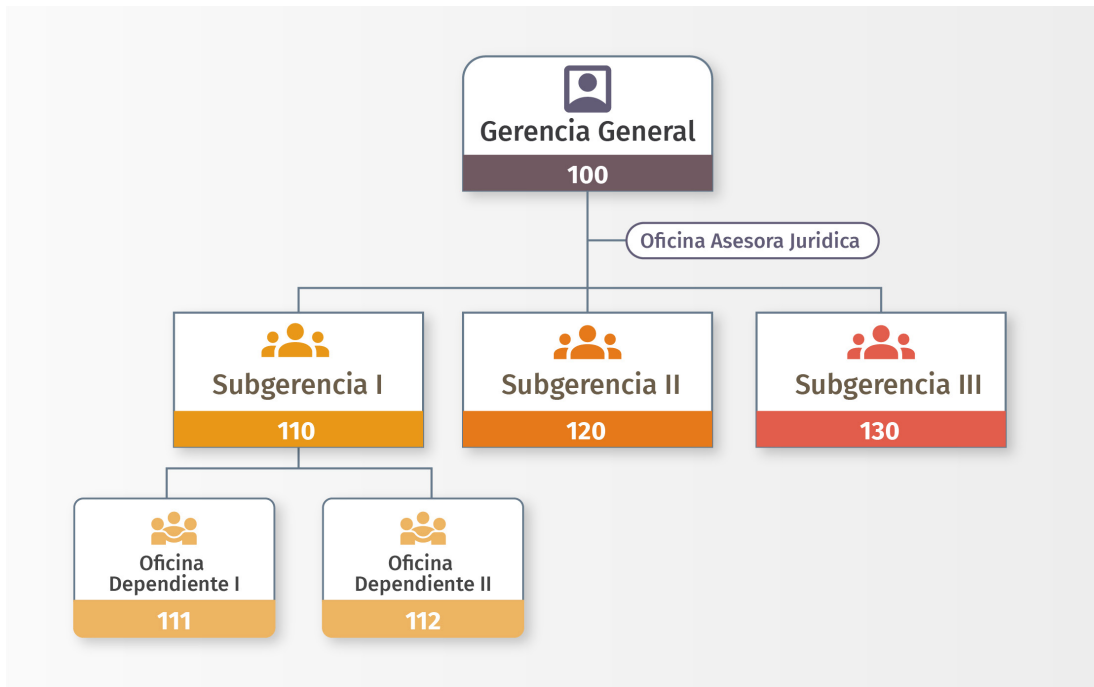 Gerencia General
100
Oficina Asesora Juridica
Subgerencia I
110
Subgerencia II
120
Subgerencia III
130
Oficina
Dependiente I
111
Oficina
Dependiente II
112